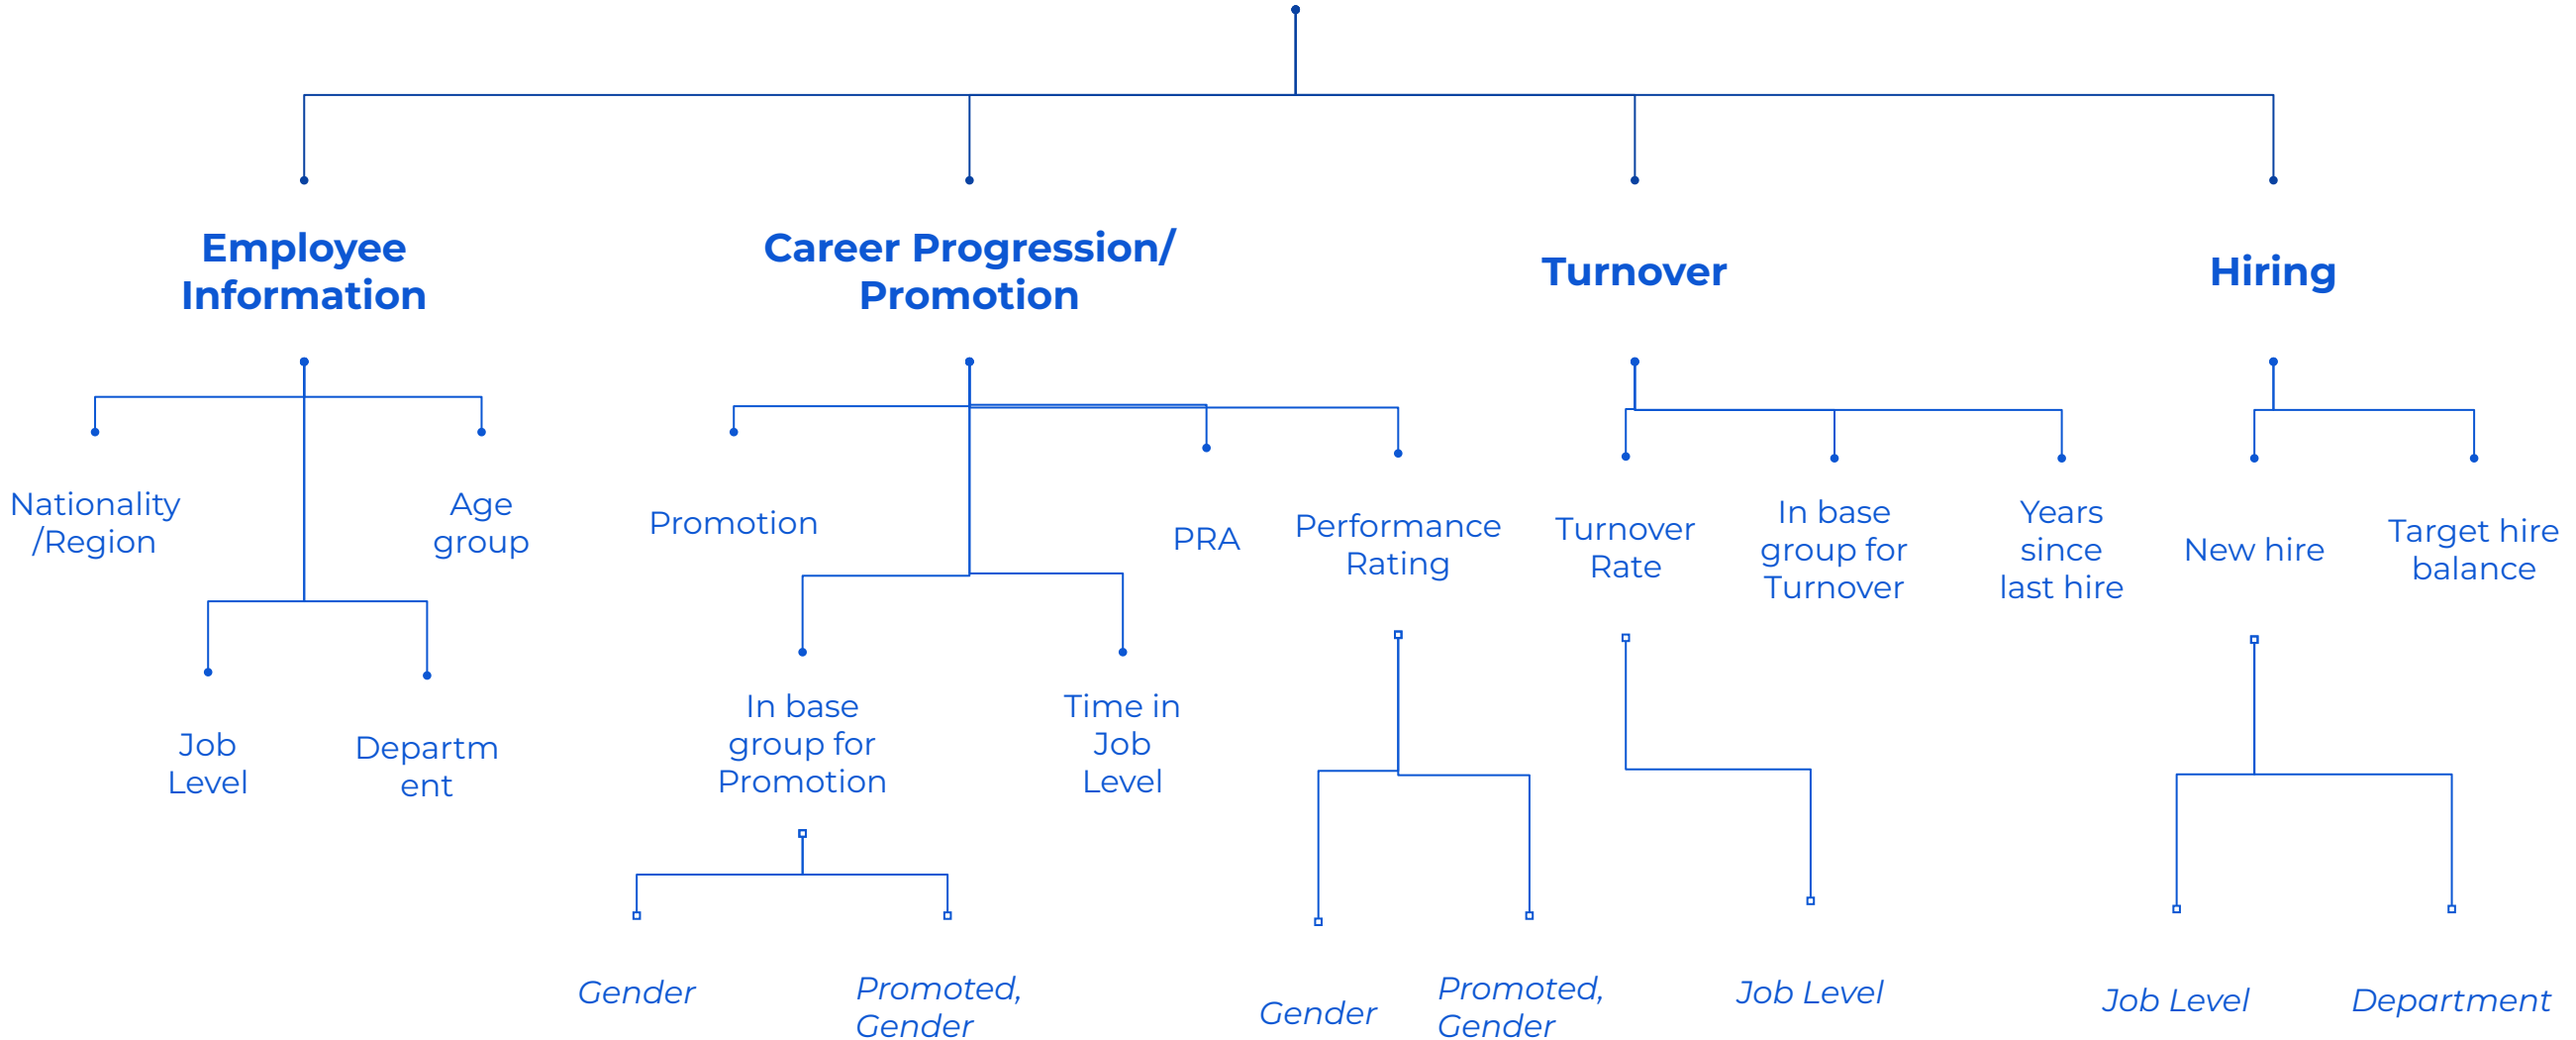 Employee
Information
Career Progression/
Promotion
Turnover
Hiring
Nationality
/Region
Age
group
Job
Level
Departm
ent
Promotion
PRA
Performance
Rating
In base
group for
Promotion
Time in
Job
Level
Gender
Promoted,
Gender
Gender
Promoted,
Gender
Turnover
Rate
In base
group for
Turnover
Years
since
last hire
Job Level
New hire
Target hire
balance
Job Level
Department